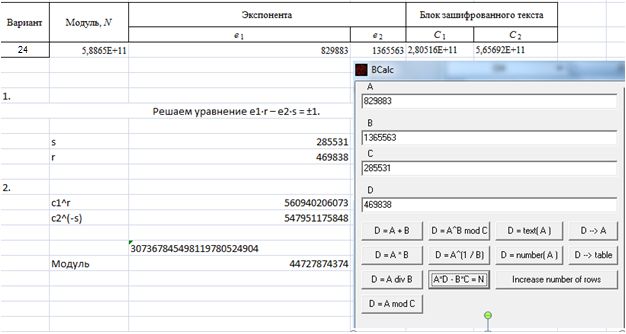 Вариант Модуль, N Экспонента Блок зашифрованного текста
e1 e2 C1 C2
24 5,8865E+11 829883 1365563 2,80516E+11 5,65692E+11
1.
Решаем уравнение e1·r – e2·s = ±1.
s 285531
r 469838
2.
c1^r 560940206073
c2^(-s) 547951175848
307367845498119780524904
Модуль 44727874374
BCalc
A
829883
B
1365563
C
285531
D
469838
D = A + B D = A^B mod C D = text( A ) D --> A
D = A * B D = A^(1 / B) D = number( A ) D --> table
D = A div B A*D - B*C = N Increase number of rows
D = A mod C